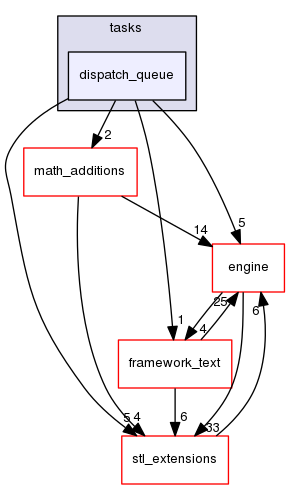 tasks
dispatch_queue
2
math_additions
14
5
engine
25
1
4
6
framework_text
6
5
4
33
stl_extensions